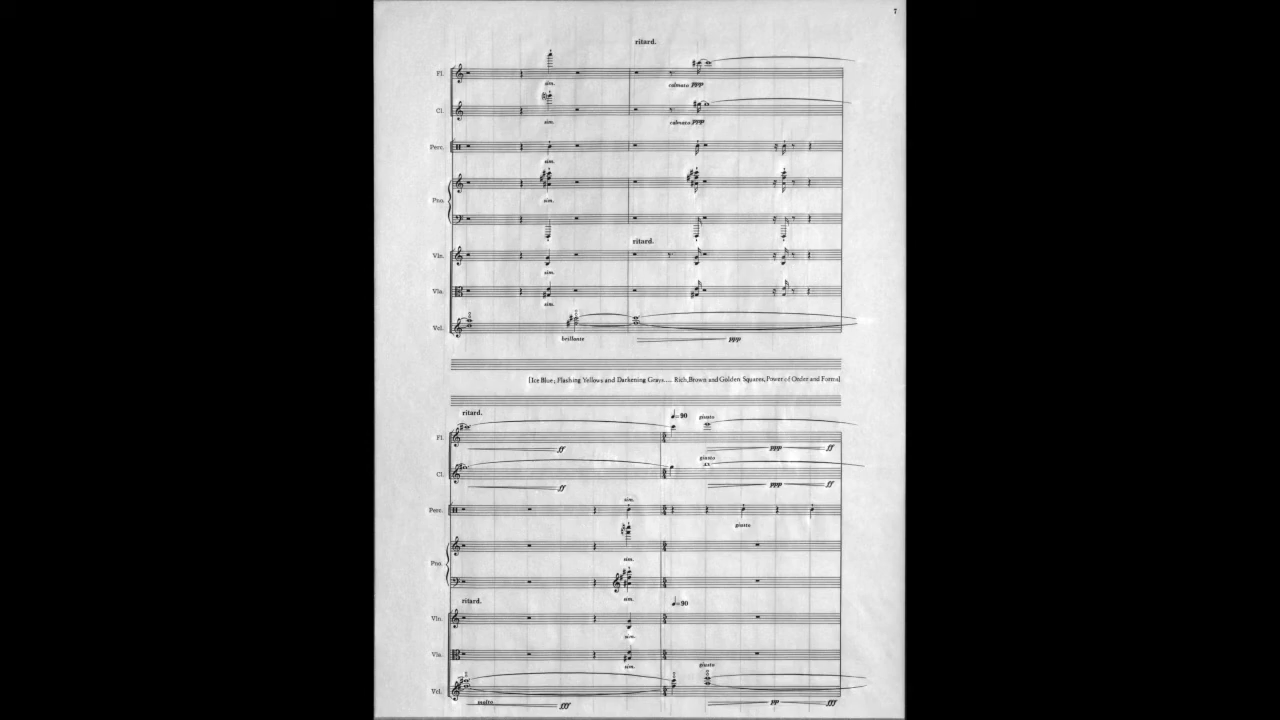 7
ritard.
Fl.
sim.
calmato ppp
Cl.
sim.
calmato ppp
Perc.
sim.
Pno.
sim.
ritard.
Vln.
sim.
Vla.
sim.
Vcl.
brillante
ppp
[Ice Blue, Flashing Yellows and Darkening Grays.... Rich, Brown and Golden Squares, Power of Order and Forms]
ritard.
♩=90
giusto
Fl.
ff
ppp
ff
giusto
Cl.
ff
ppp
ff
sim.
Perc.
giusto
sim.
Pno.
sim.
ritard.
♩=90
Vln.
sim.
Vla.
sim.
giusto
Vcl.
molto
fff
pp
fff